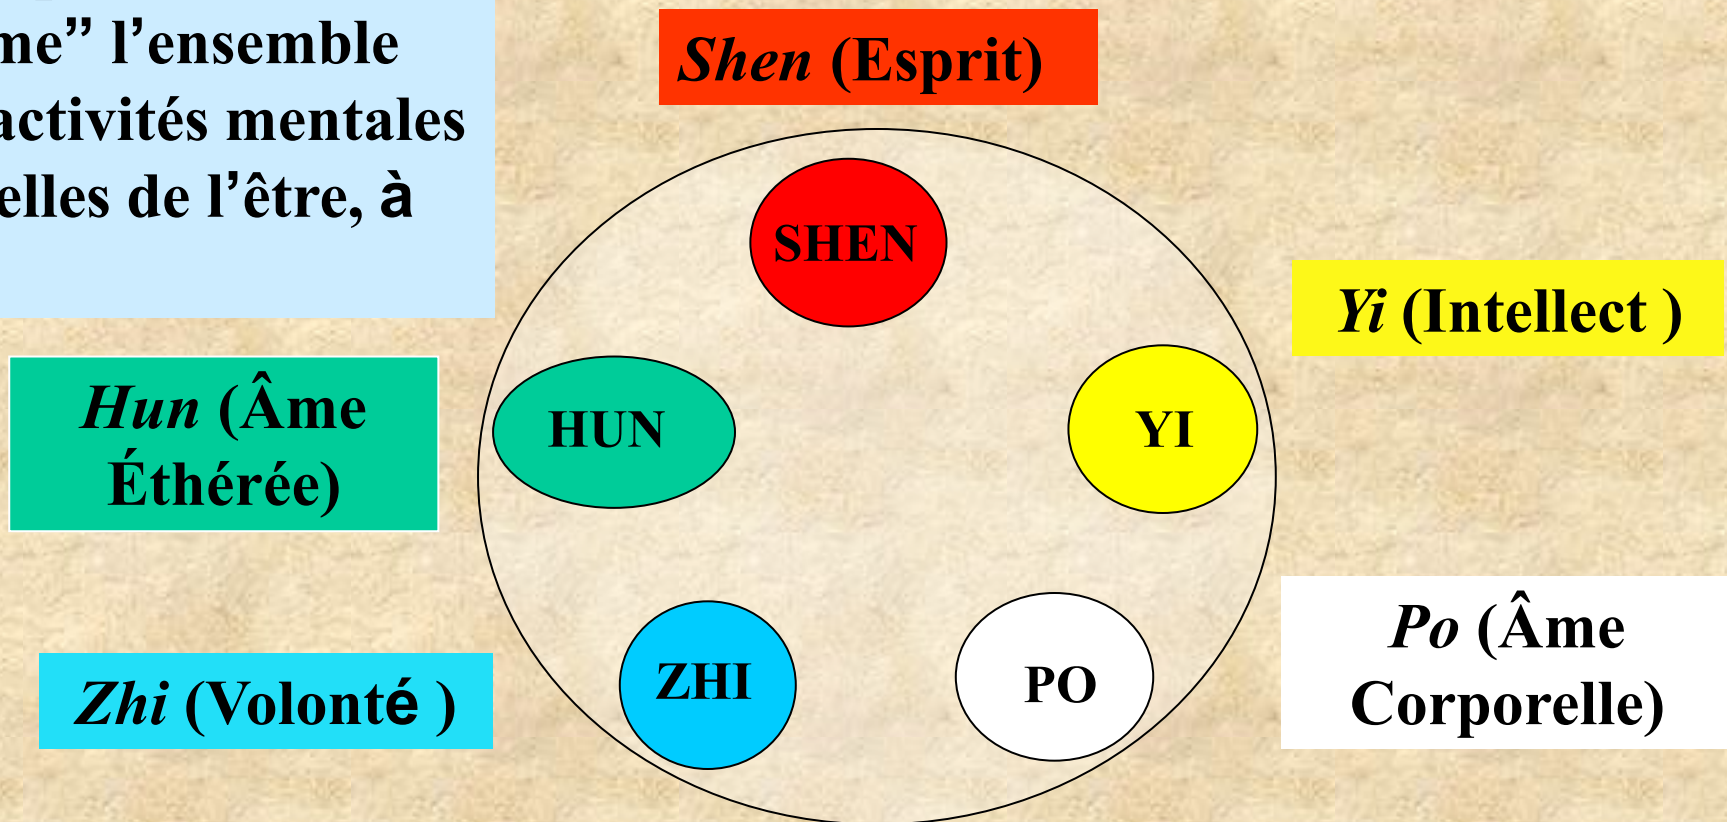 me” l’ensemble
activités mentales
elles de l’être, à
Shen (Esprit)
SHEN
Yi (Intellect )
Hun (Âme
Éthérée)
HUN
YI
Po (Âme
Corporelle)
Zhi (Volonté )
ZHI
PO